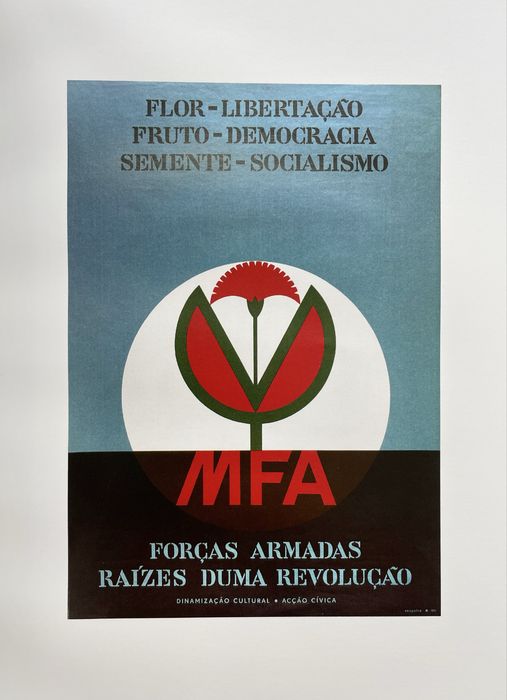 FLOR-LIBERTAÇÃO
FRUTO-DEMOCRACIA
SEMENTE-SOCIALISMO
MFA
FORÇAS ARMADAS
RAÍZES DUMA REVOLUÇÃO
DINAMIZAÇÃO CULTURAL • ACÇÃO CÍVICA